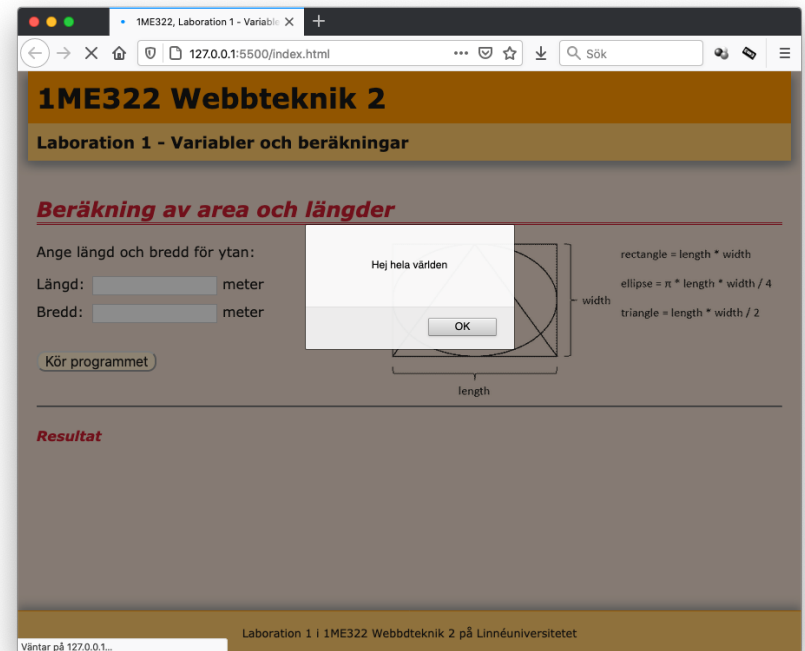 1ME322, Laboration 1 - Variable
127.0.0.1:5500/index.html
Sök
1ME322 Webbteknik 2
Laboration 1 - Variabler och beräkningar
Beräkning av area och längder
Ange längd och bredd för ytan:
Längd: meter
Bredd: meter
Kör programmet
Hej hela världen
OK
width
length
rectangle = length * width
ellipse = π * length * width / 4
triangle = length * width / 2
Resultat
Laboration 1 i 1ME322 Webbdteknik 2 på Linnéuniversitetet
Väntar på 127.0.0.1...